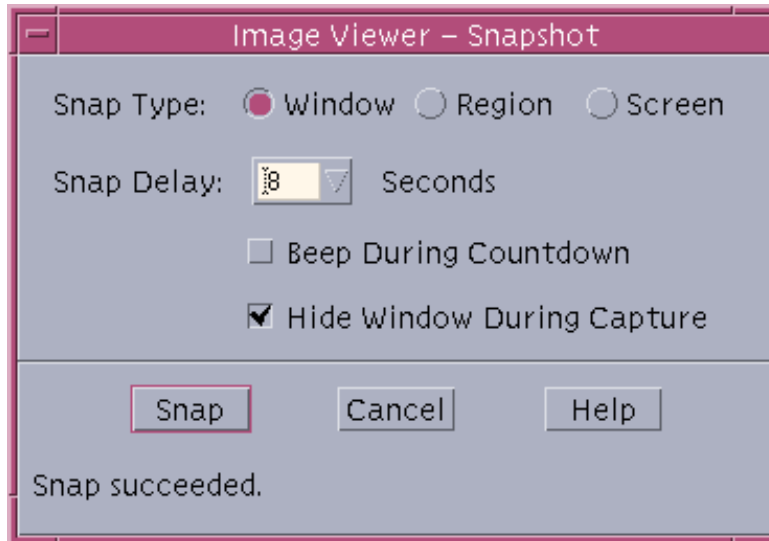 Image Viewer – Snapshot
Snap Type: Window Region Screen
Snap Delay: 8 Seconds
Beep During Countdown
Hide Window During Capture
Snap Cancel Help
Snap succeeded.